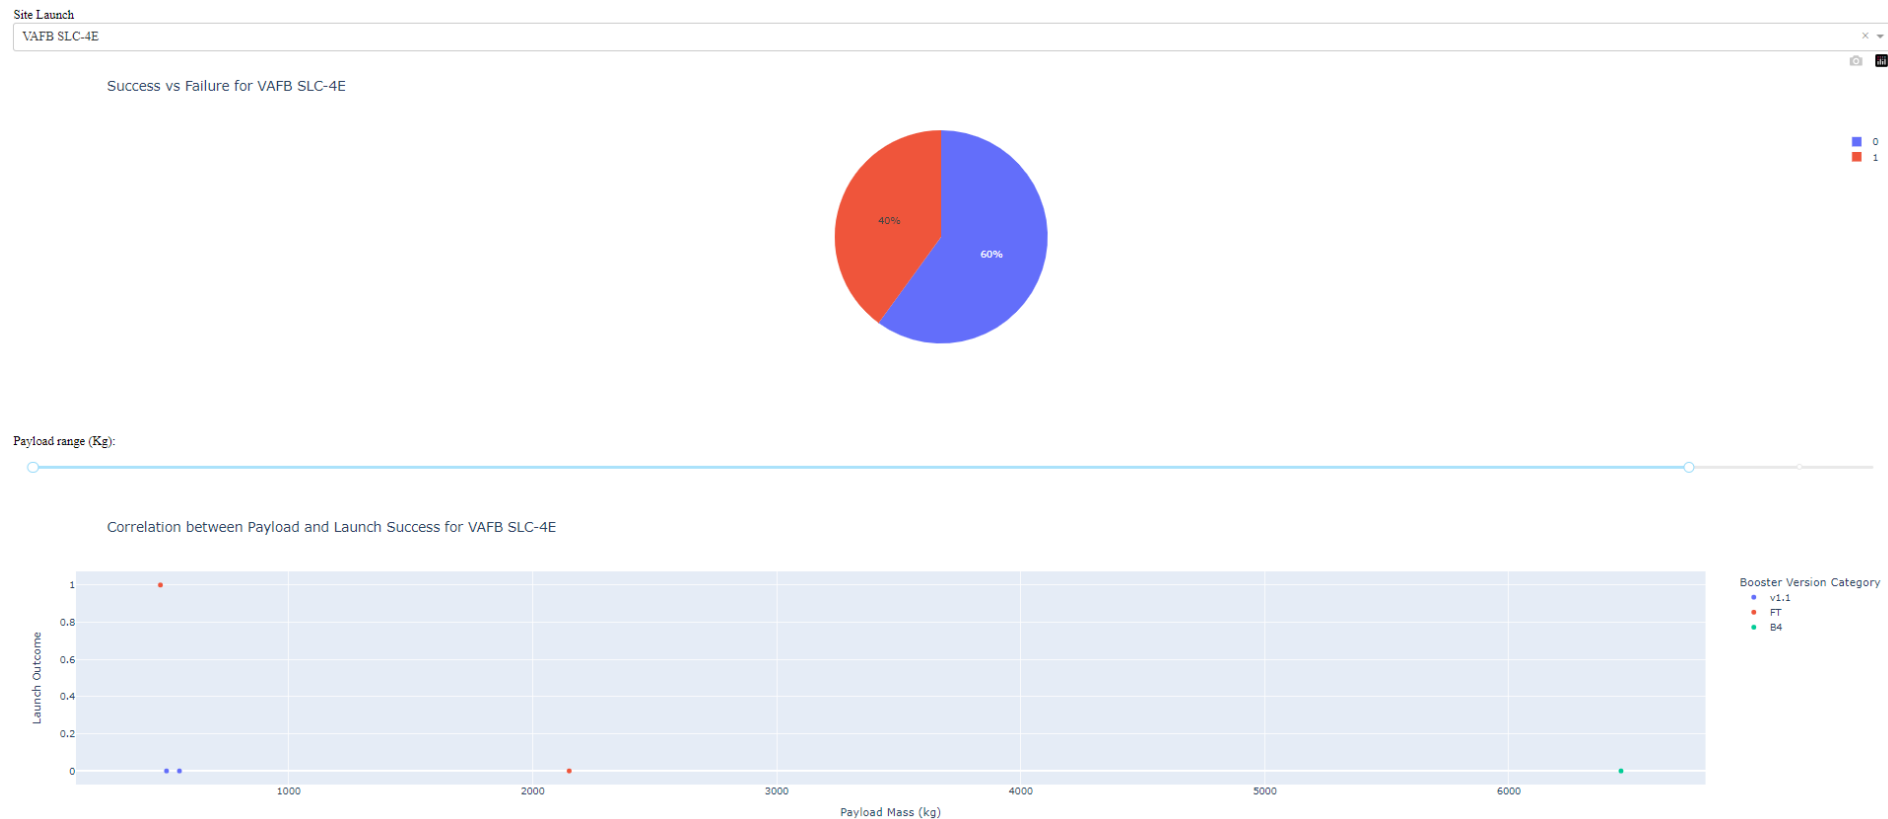 Site Launch
VAFB SLC-4E
Success vs Failure for VAFB SLC-4E
0
1
40%
60%
Payload range (Kg):
Correlation between Payload and Launch Success for VAFB SLC-4E
Launch Outcome
1
0.8
0.6
0.4
0.2
0
1000 2000 3000 4000 5000 6000
Payload Mass (kg)
Booster Version Category
v1.1
FT
B4